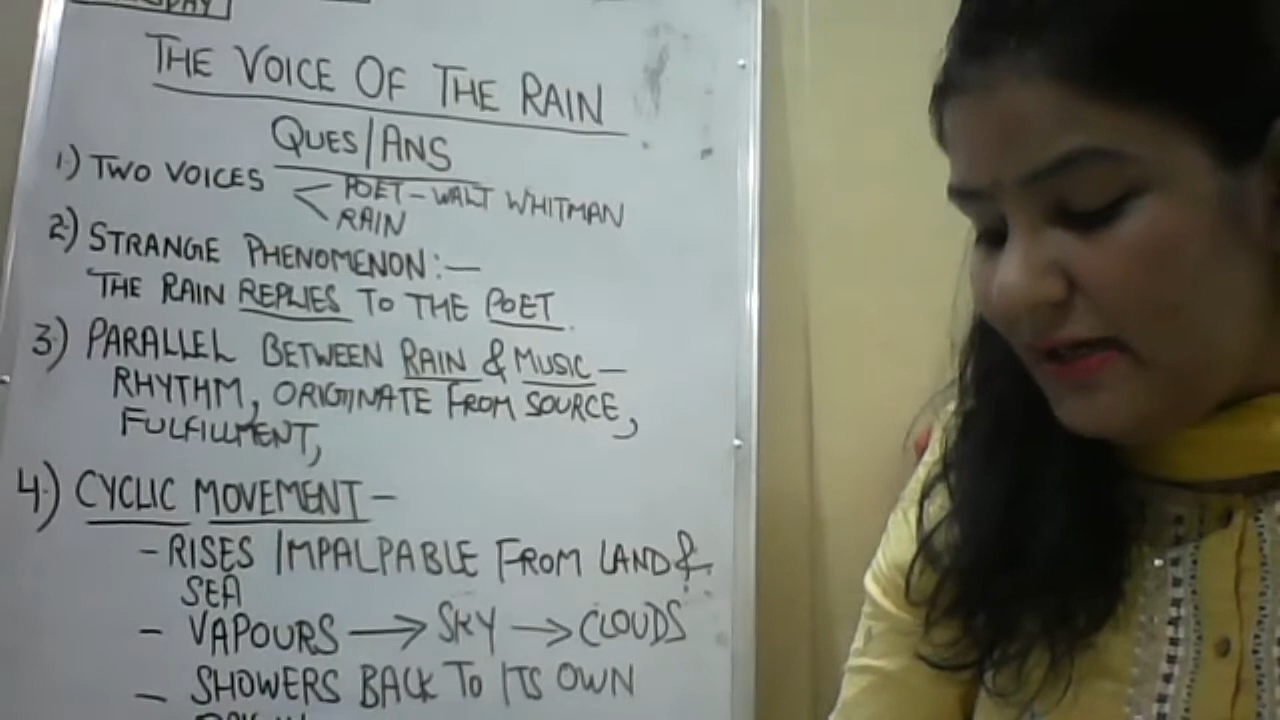 THE VOICE OF THE RAIN
QUES/ANS
1.) TWO VOICES < POET - WALT WHITMAN
RAIN
2.) STRANGE PHENOMENON:-
THE RAIN REPLIES TO THE POET.
3.) PARALLEL BETWEEN RAIN & MUSIC -
RHYTHM, ORIGINATE FROM SOURCE,
FULFILLMENT,
4.) CYCLIC MOVEMENT -
- RISES IMPALPABLE FROM LAND &
SEA
- VAPOURS → SKY → CLOUDS
- SHOWERS BACK TO ITS OWN